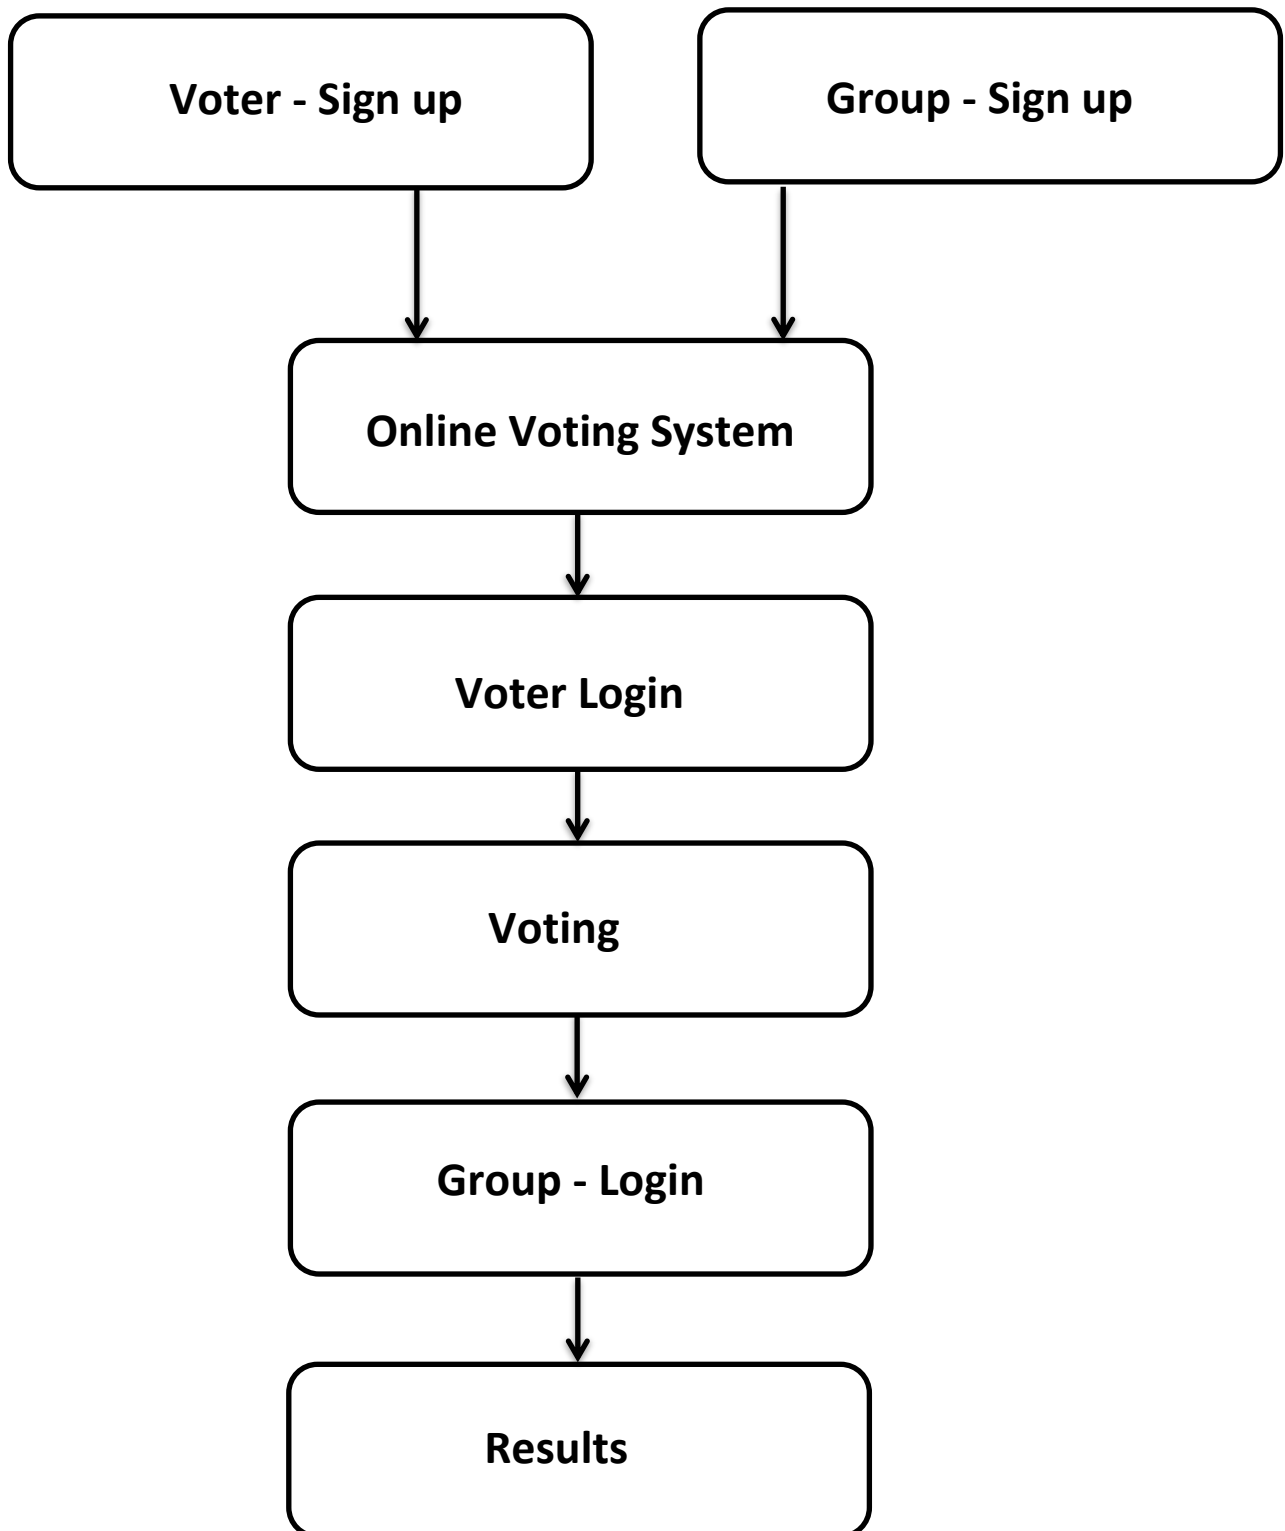 Voter - Sign up
Group - Sign up
Online Voting System
Voter Login
Voting
Group - Login
Results